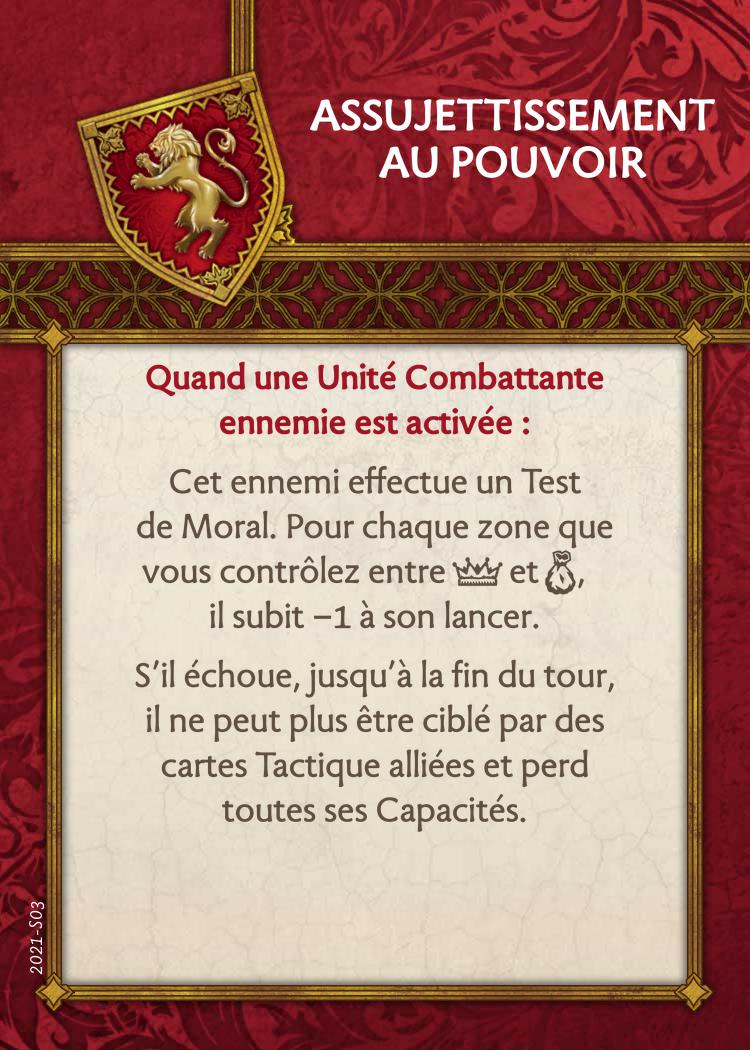 ASSUJETTISSEMENT
AU POUVOIR
Quand une Unité Combattante
ennemie est activée :
Cet ennemi effectue un Test
de Moral. Pour chaque zone que
vous contrôlez entre et ,
il subit −1 à son lancer.
S’il échoue, jusqu’à la fin du tour,
il ne peut plus être ciblé par des
cartes Tactique alliées et perd
toutes ses Capacités.
2021-S03